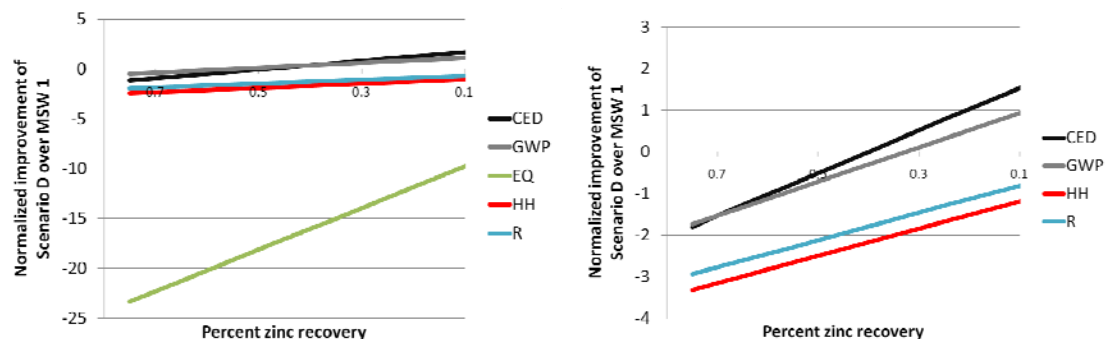 Normalized improvement of
Scenario D over MSW 1
5
0
-5
-10
-15
-20
-25
0.7
0.5
0.3
0.1
Percent zinc recovery
CED
GWP
EQ
HH
R
Normalized improvement of
Scenario D over MSW 1
3
2
1
0
-1
-2
-3
-4
0.7
0.5
0.3
0.1
Percent zinc recovery
CED
GWP
HH
R